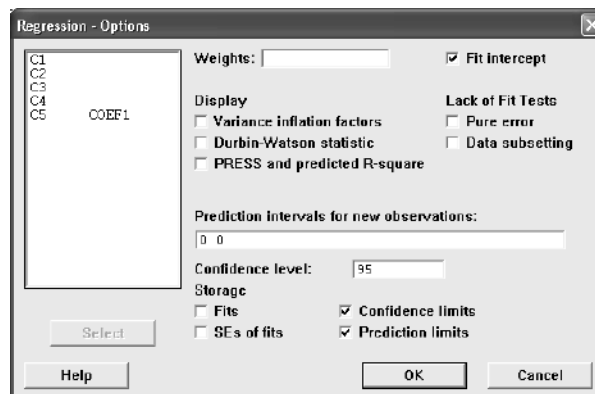 Regression - Options
C1
C2
C3
C4
C5 COEF1
Weights:
Fit intercept
Display
Variance inflation factors
Durbin-Watson statistic
PRESS and predicted R-square
Lack of Fit Tests
Pure error
Data subsetting
Prediction intervals for new observations:
0 0
Confidence level: 95
Storage
Fits
SEs of fits
Confidence limits
Prediction limits
Select
Help
OK
Cancel